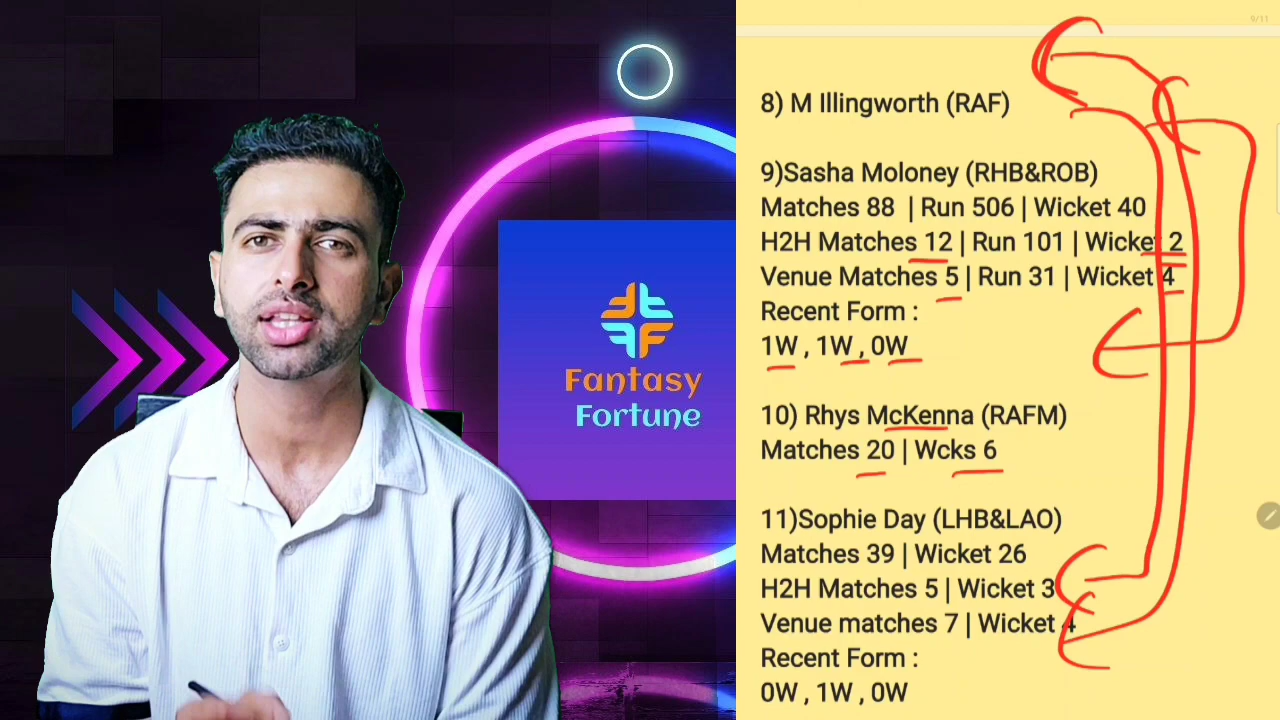 Fantasy
Fortune
9/11
8) M Illingworth (RAF)
9)Sasha Moloney (RHB&ROB)
Matches 88 | Run 506 | Wicket 40
H2H Matches 12 | Run 101 | Wicket 2
Venue Matches 5 | Run 31 | Wicket 4
Recent Form :
1W , 1W , 0W
10) Rhys McKenna (RAFM)
Matches 20 | Wcks 6
11)Sophie Day (LHB&LAO)
Matches 39 | Wicket 26
H2H Matches 5 | Wicket 3
Venue matches 7 | Wicket 4
Recent Form :
0W , 1W , 0W